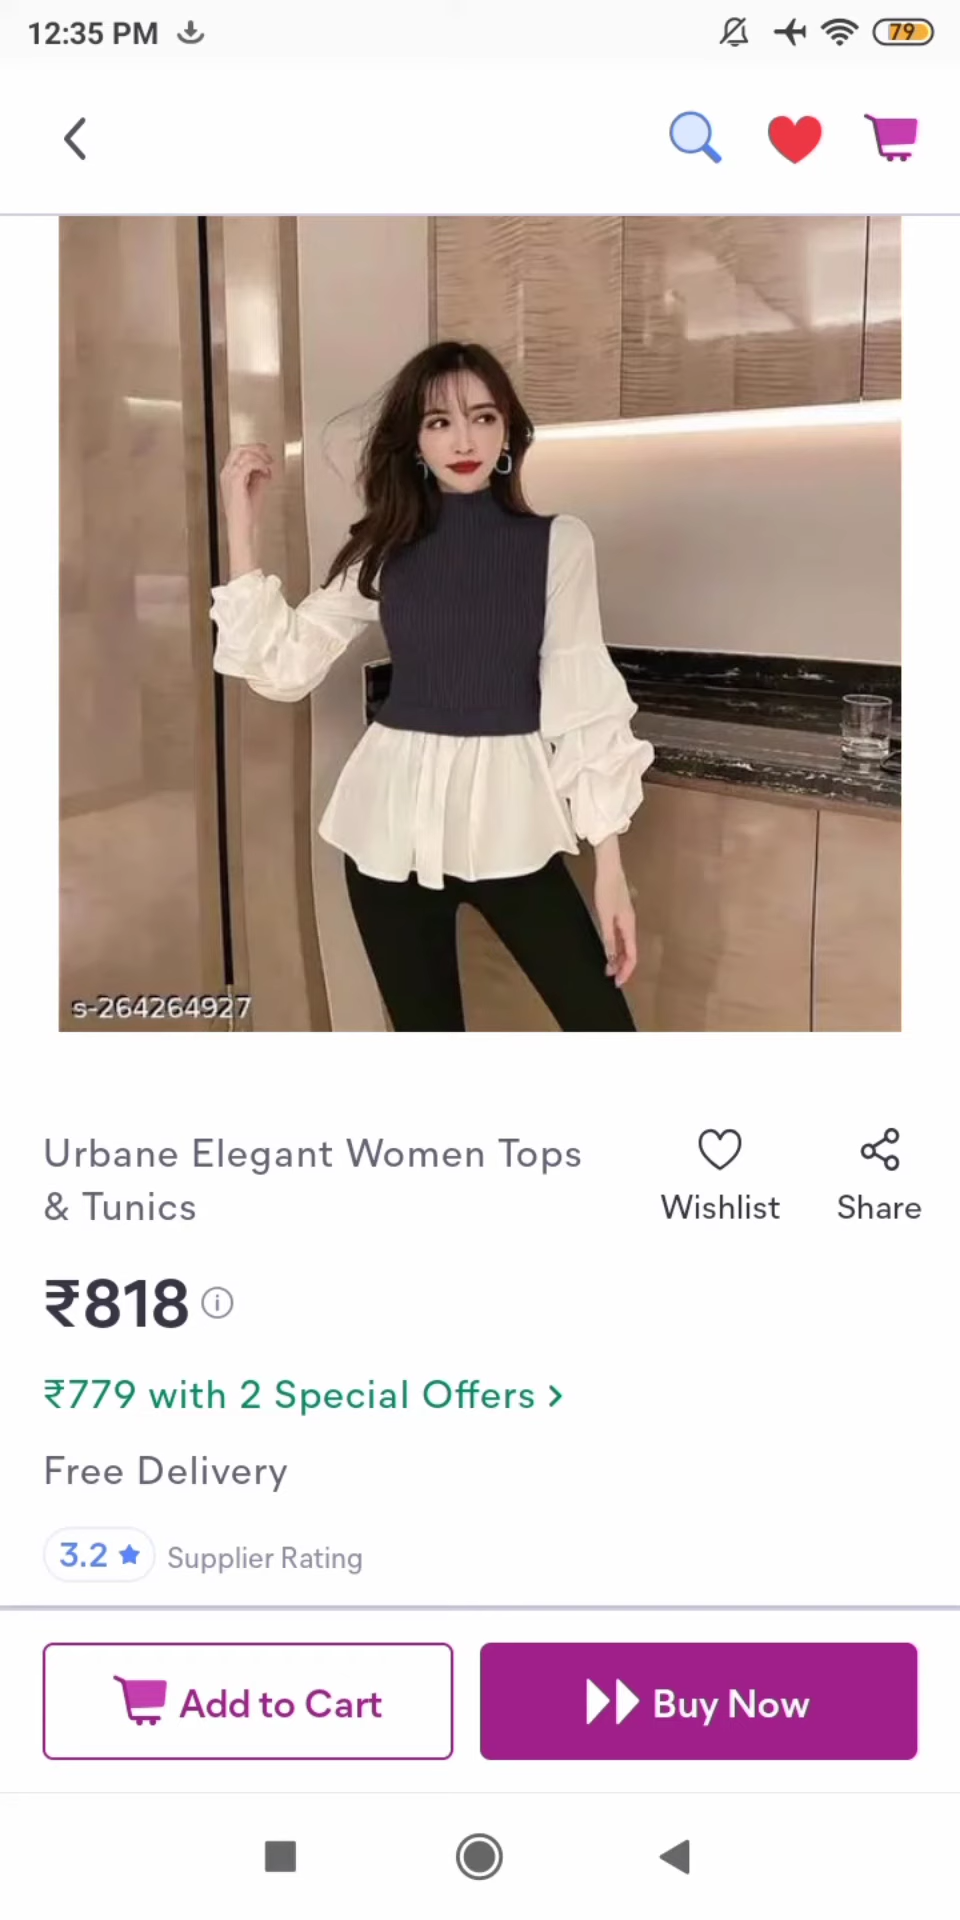 12:35 PM
79
s-264264927
Urbane Elegant Women Tops
& Tunics
Wishlist
Share
₹818
₹779 with 2 Special Offers
Free Delivery
3.2 ★ Supplier Rating
Add to Cart
Buy Now